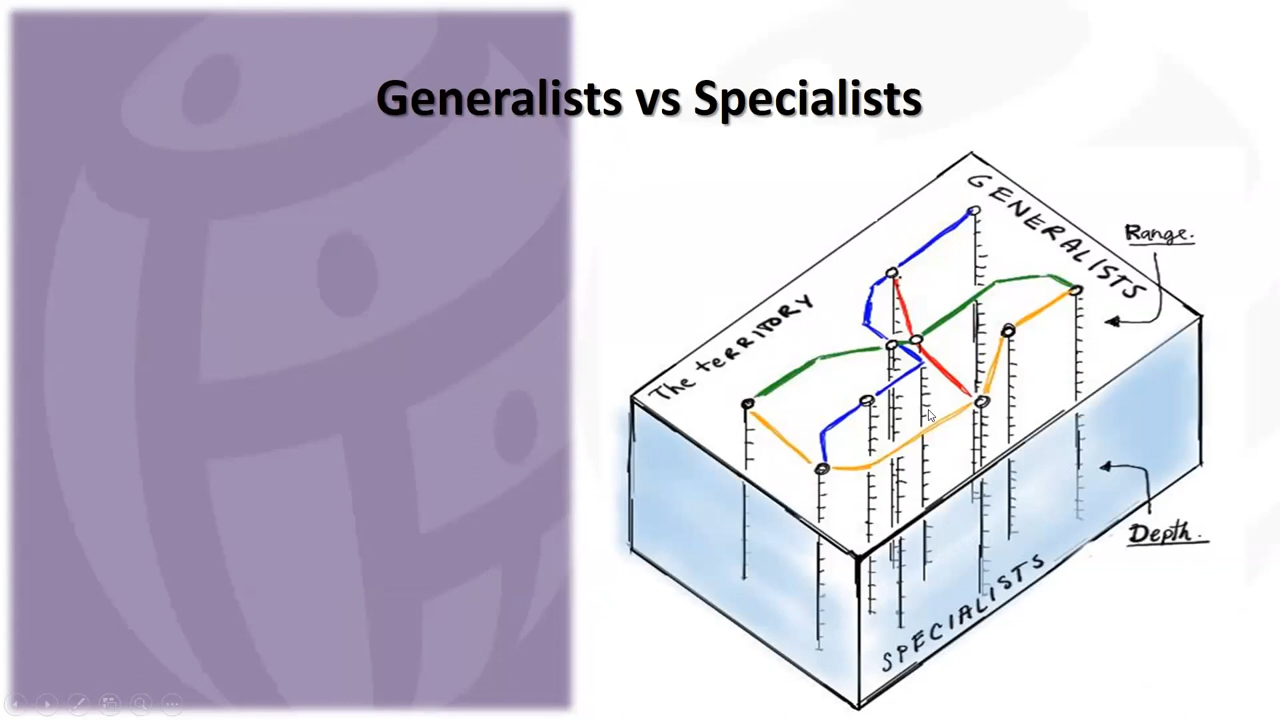 Generalists vs Specialists
GENERALISTS
Range.
The TERRITORY
Depth.
SPECIALISTS